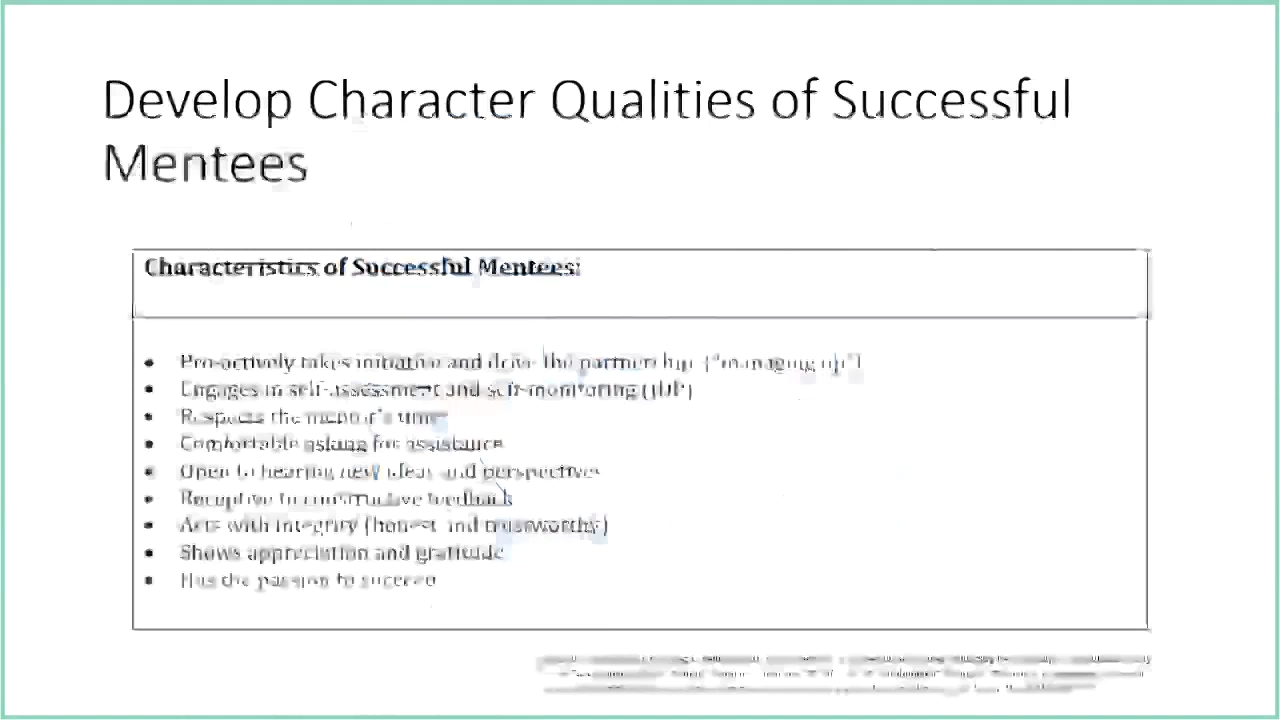 Develop Character Qualities of Successful
Mentees
Characteristics of Successful Mentees:
• Pro-actively takes initiative and drive the partnership ("managing up")
• Engages in self-assessment and self-monitoring (IDP)
• Respects the mentor's time
• Comfortable asking for assistance
• Open to hearing new ideas and perspectives
• Receptive to constructive feedback
• Acts with integrity (honest and trustworthy)
• Shows appreciation and gratitude
• Has the passion to succeed